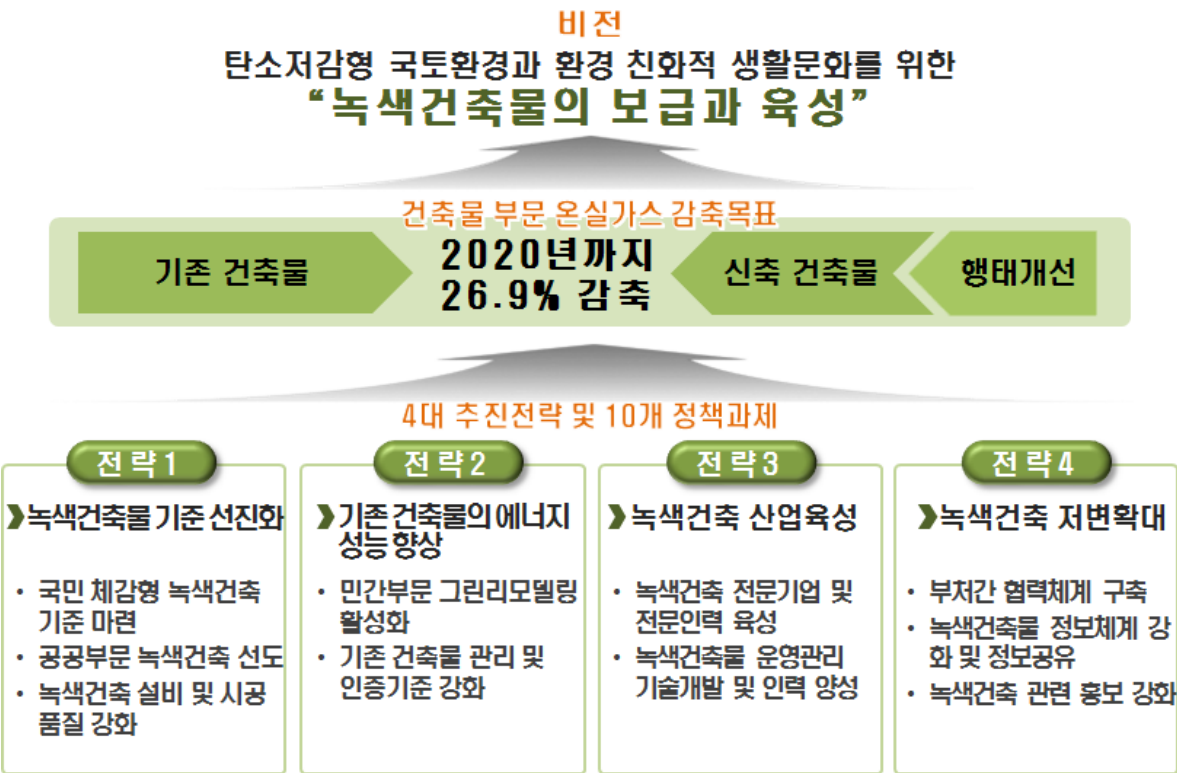 비전
탄소저감형 국토환경과 환경 친화적 생활문화를 위한
“녹색건축물의 보급과 육성”
건축물 부문 온실가스 감축목표
기존 건축물
2020년까지
26.9% 감축
신축 건축물
행태개선
4대 추진전략 및 10개 정책과제
전략1
》녹색건축물 기준 선진화
• 국민 체감형 녹색건축
기준 마련
• 공공부문 녹색건축 선도
• 녹색건축 설비 및 시공
품질 강화
전략2
》기존 건축물의 에너지
성능 향상
• 민간부문 그린리모델링
활성화
• 기존 건축물 관리 및
인증기준 강화
전략3
》녹색건축 산업육성
• 녹색건축 전문기업 및
전문인력 육성
• 녹색건축물 운영관리
기술개발 및 인력 양성
전략4
》녹색건축 저변확대
• 부처간 협력체계 구축
• 녹색건축물 정보체계 강
화 및 정보공유
• 녹색건축 관련 홍보 강화